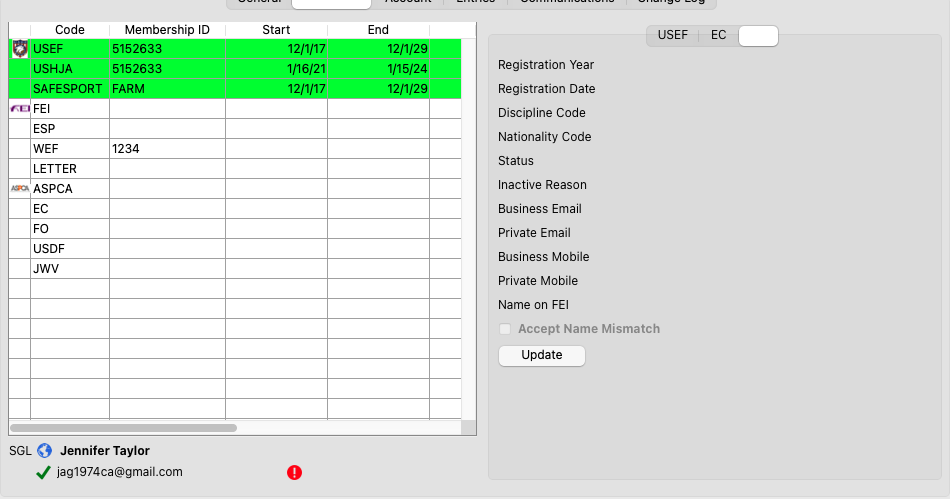 General Account Entries Communications Change Log
Code Membership ID Start End
USEF 5152633 12/1/17 12/1/29
USHJA 5152633 1/16/21 1/15/24
SAFESPORT FARM 12/1/17 12/1/29
FEI FEI
ESP
WEF 1234
LETTER
ASPCA ASPCA
EC
FO
USDF
JWV
SGL Jennifer Taylor
jag1974ca@gmail.com
USEF EC
Registration Year
Registration Date
Discipline Code
Nationality Code
Status
Inactive Reason
Business Email
Private Email
Business Mobile
Private Mobile
Name on FEI
Accept Name Mismatch
Update